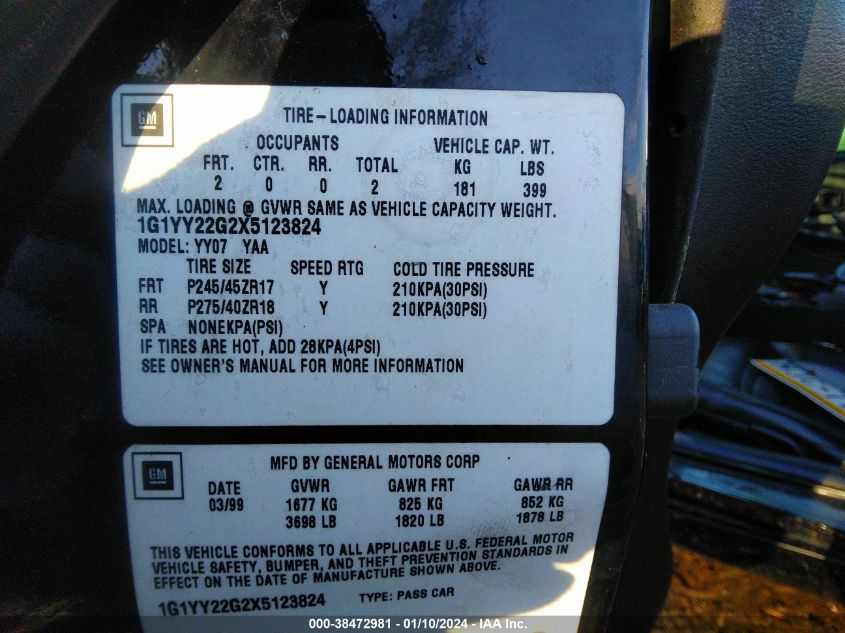 GM
TIRE-LOADING INFORMATION
OCCUPANTS VEHICLE CAP. WT.
FRT. CTR. RR. TOTAL KG LBS
2 0 0 2 181 399
MAX. LOADING @ GVWR SAME AS VEHICLE CAPACITY WEIGHT.
1G1YY22G2X5123824
MODEL: YY07 YAA
TIRE SIZE SPEED RTG COLD TIRE PRESSURE
FRT P245/45ZR17 Y 210KPA(30PSI)
RR P275/40ZR18 Y 210KPA(30PSI)
SPA NONEKPA(PSI)
IF TIRES ARE HOT, ADD 28KPA(4PSI)
SEE OWNER'S MANUAL FOR MORE INFORMATION
GM
MFD BY GENERAL MOTORS CORP
DATE GVWR GAWR FRT GAWR RR
03/99 1677 KG 825 KG 852 KG
3698 LB 1820 LB 1878 LB
THIS VEHICLE CONFORMS TO ALL APPLICABLE U.S. FEDERAL MOTOR
VEHICLE SAFETY, BUMPER, AND THEFT PREVENTION STANDARDS IN
EFFECT ON THE DATE OF MANUFACTURE SHOWN ABOVE.
1G1YY22G2X5123824 TYPE: PASS CAR
000-38472981 - 01/10/2024 - IAA Inc.